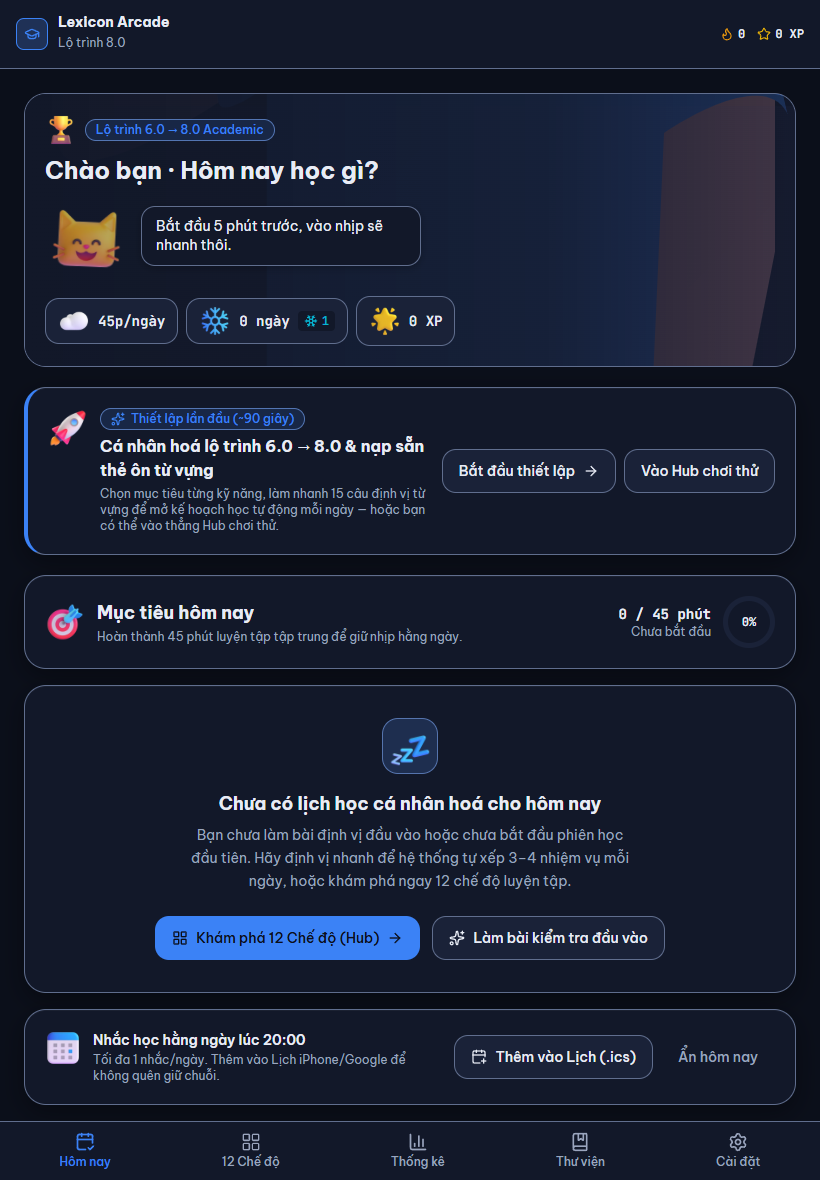 Lexicon Arcade
Lộ trình 8.0
0
0 XP
Lộ trình 6.0 → 8.0 Academic
Chào bạn · Hôm nay học gì?
Bắt đầu 5 phút trước, vào nhịp sẽ
nhanh thôi.
45p/ngày
0 ngày
1
0 XP
Thiết lập lần đầu (~90 giây)
Cá nhân hoá lộ trình 6.0 → 8.0 & nạp sẵn
thẻ ôn từ vựng
Chọn mục tiêu từng kỹ năng, làm nhanh 15 câu định vị từ
vựng để mở kế hoạch học tự động mỗi ngày — hoặc bạn
có thể vào thẳng Hub chơi thử.
Bắt đầu thiết lập →
Vào Hub chơi thử
Mục tiêu hôm nay
Hoàn thành 45 phút luyện tập tập trung để giữ nhịp hằng ngày.
0 / 45 phút
Chưa bắt đầu
0%
Chưa có lịch học cá nhân hoá cho hôm nay
Bạn chưa làm bài định vị đầu vào hoặc chưa bắt đầu phiên học
đầu tiên. Hãy định vị nhanh để hệ thống tự xếp 3–4 nhiệm vụ mỗi
ngày, hoặc khám phá ngay 12 chế độ luyện tập.
Khám phá 12 Chế độ (Hub) →
Làm bài kiểm tra đầu vào
Nhắc học hằng ngày lúc 20:00
Tối đa 1 nhắc/ngày. Thêm vào Lịch iPhone/Google để
không quên giữ chuỗi.
Thêm vào Lịch (.ics)
Ẩn hôm nay
Hôm nay
12 Chế độ
Thống kê
Thư viện
Cài đặt